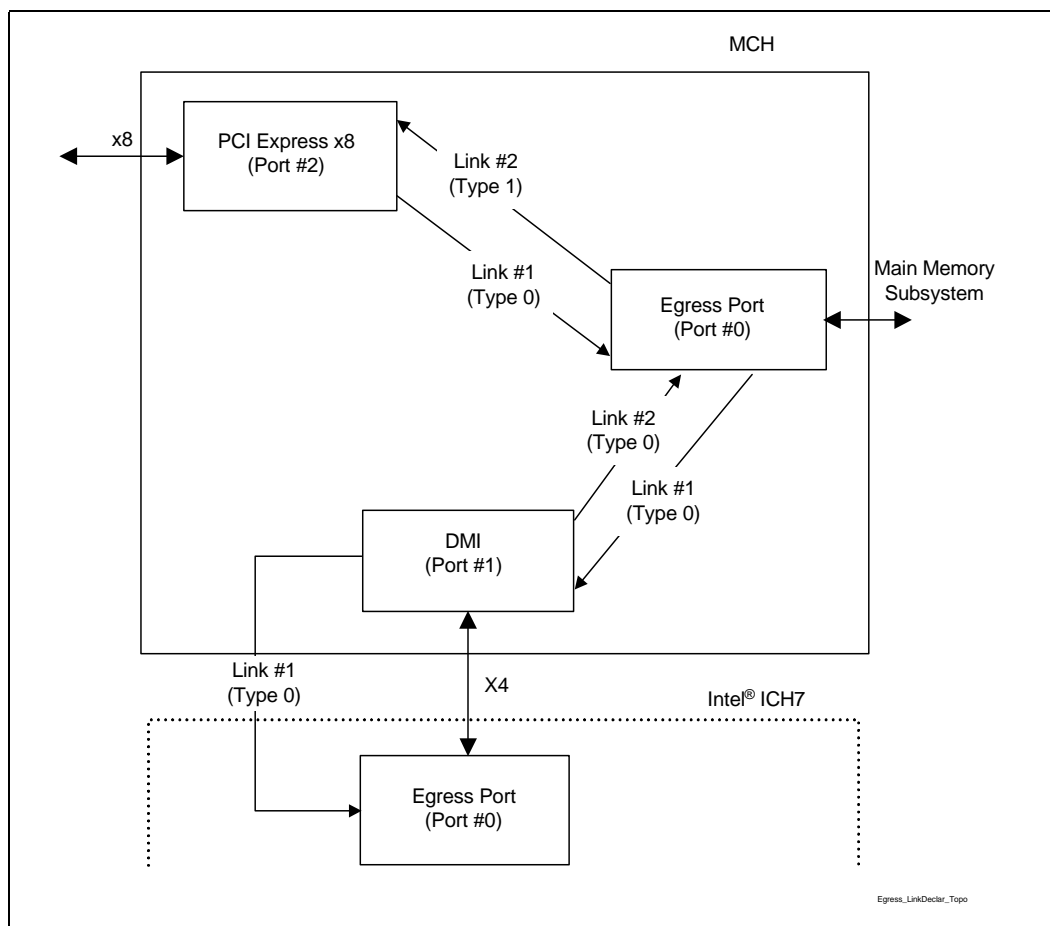 MCH
x8
PCI Express x8
(Port #2)
Link #2
(Type 1)
Link #1
(Type 0)
Main Memory
Subsystem
Egress Port
(Port #0)
Link #2
(Type 0)
Link #1
(Type 0)
DMI
(Port #1)
Link #1
(Type 0)
X4
Intel® ICH7
Egress Port
(Port #0)
Egress_LinkDeclar_Topo